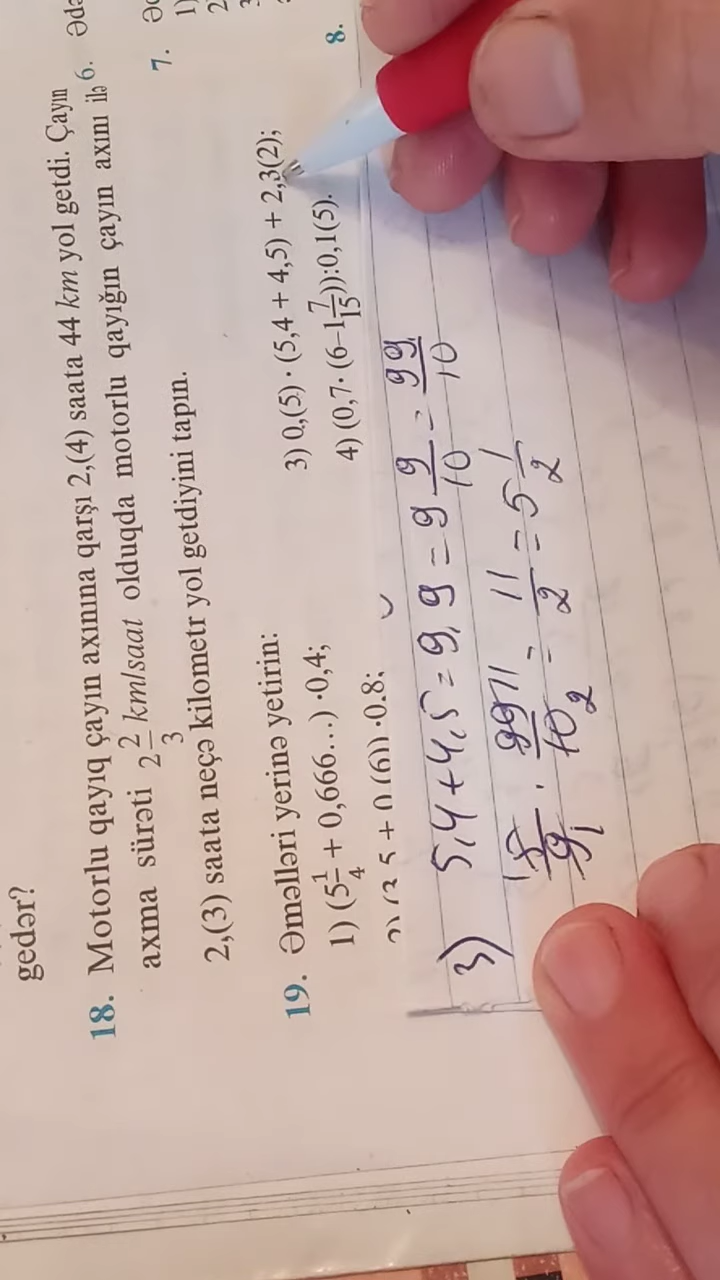 gedər?
18. Motorlu qayıq çayın axınına qarşı 2,(4) saata 44 km yol getdi. Çayın
axma sürəti 2 2/3 km/saat olduqda motorlu qayığın çayın axını ilə
2,(3) saata neçə kilometr yol getdiyini tapın.
19. Əməlləri yerinə yetirin:
1) (5 1/4 + 0,666...) · 0,4;
3) 0,(5) · (5,4 + 4,5) + 2,3(2);
4) (0,7 · (6-1 7/15)):0,1(5).
6.
7.
1)
8.
3) 5,4+4,5 = 9,9 = 9 9/10 = 99/10
5/9 · 99/10 = 11/2 = 5 1/2